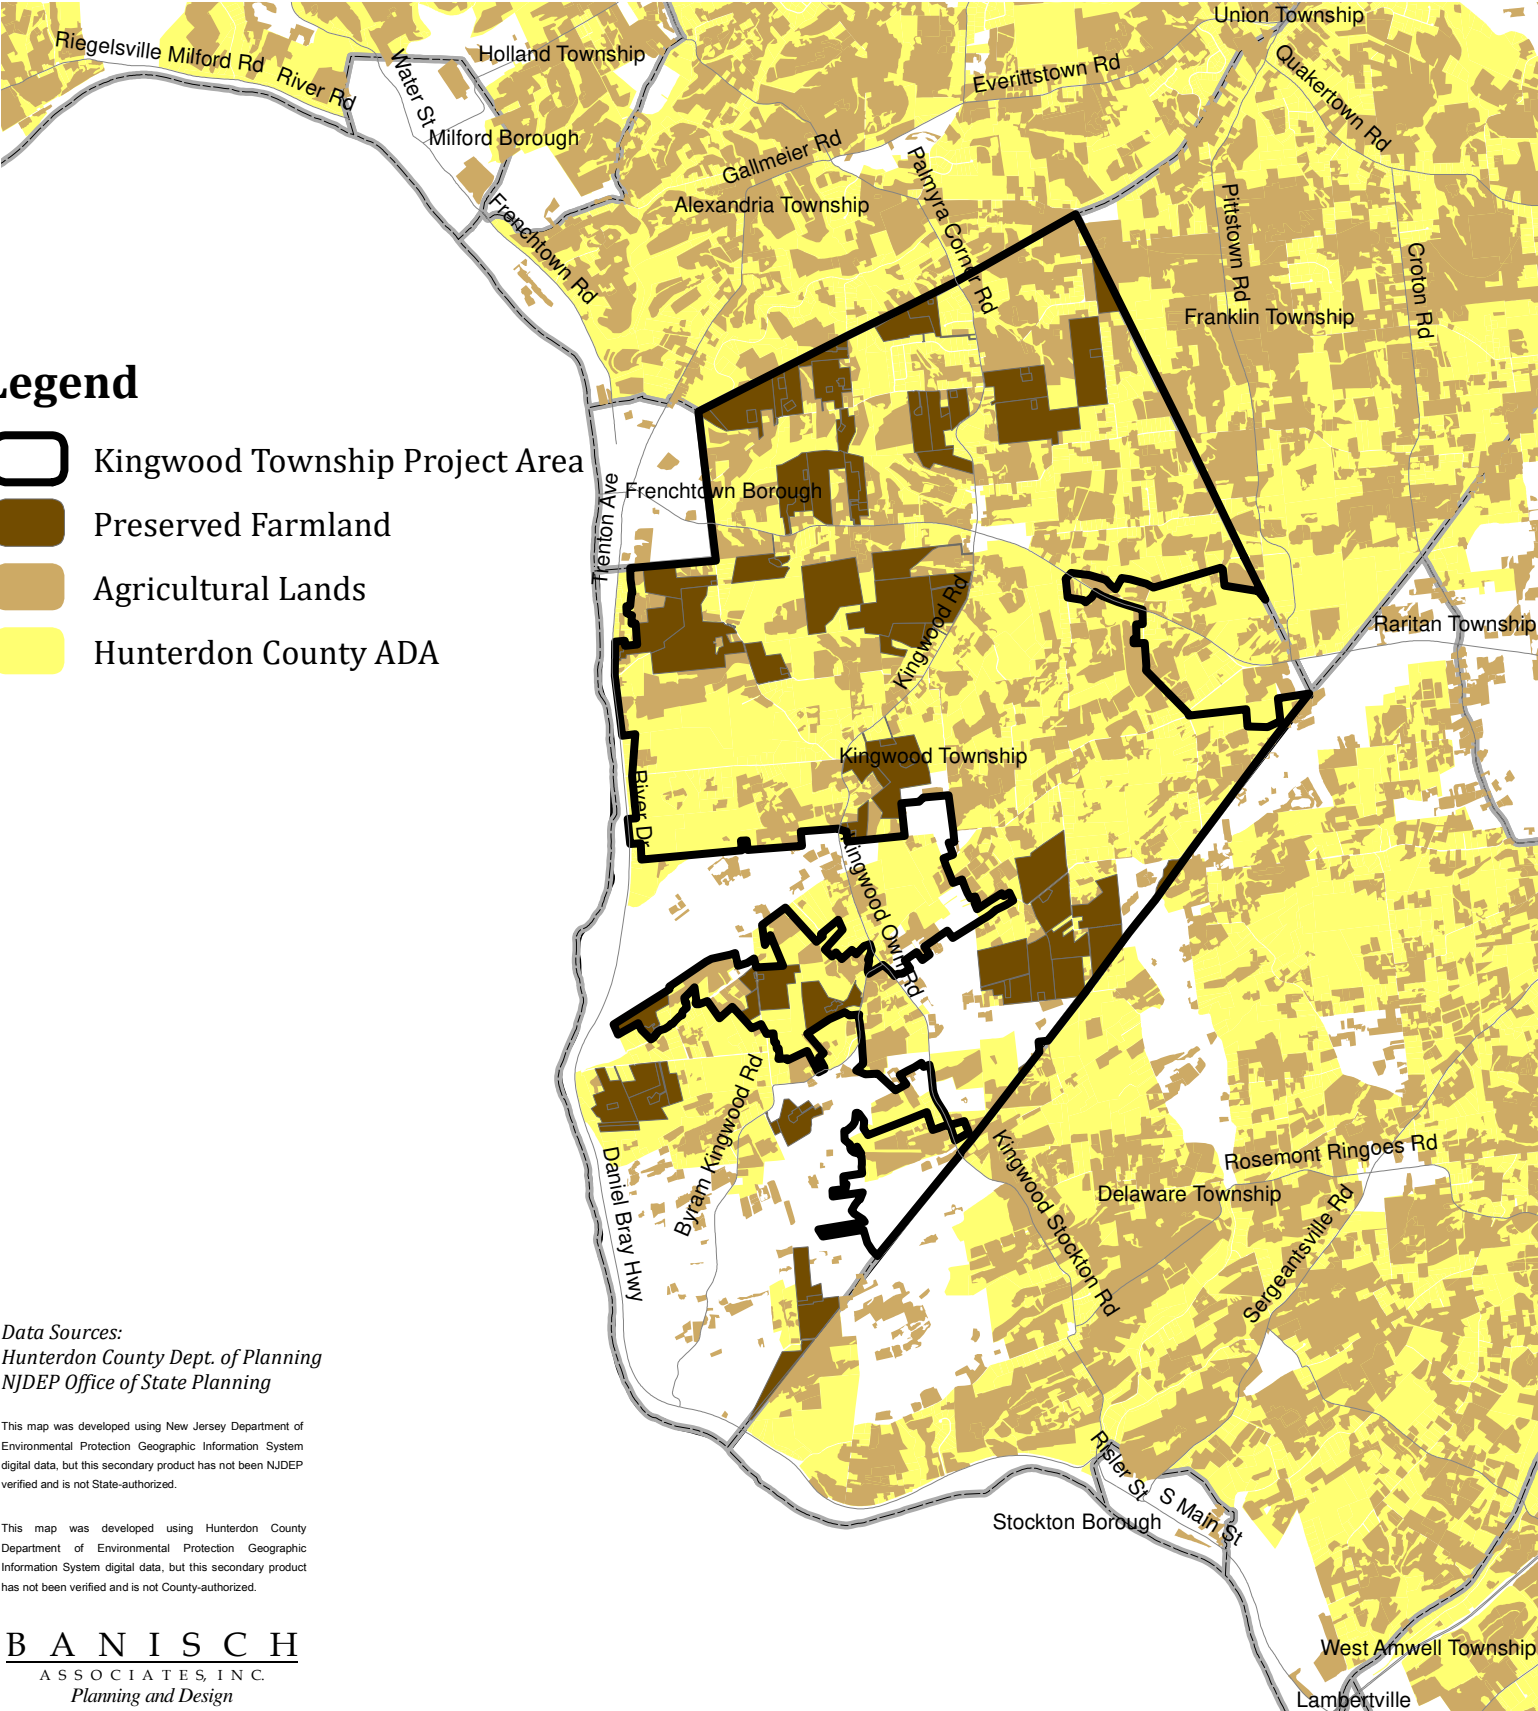 Union Township
Riegelsville Milford Rd
River Rd
Water St
Holland Township
Everittstown Rd
Quakertown Rd
Milford Borough
Gallmeier Rd
Palmyra Corner Rd
Alexandria Township
Pittstown Rd
Frenchtown Rd
Croton Rd
Franklin Township
Kingwood Township Project Area
Preserved Farmland
Agricultural Lands
Hunterdon County ADA
Frenchtown Borough
Trenton Ave
Kingwood Rd
Raritan Township
Kingwood Township
River Dr
Byram Kingwood Rd
Daniel Bray Hwy
Kingwood Stockton Rd
Rosemont Ringoes Rd
Delaware Township
Sergeantsville Rd
Risler St
S Main St
Stockton Borough
West Amwell Township
Lambertville
Data Sources:
Hunterdon County Dept. of Planning
NJDEP Office of State Planning
This map was developed using New Jersey Department of
Environmental Protection Geographic Information System
digital data, but this secondary product has not been NJDEP
verified and is not State-authorized.
This map was developed using Hunterdon County
Department of Environmental Protection Geographic
Information System digital data, but this secondary product
has not been verified and is not County-authorized.
BANISCH
ASSOCIATES, INC.
Planning and Design